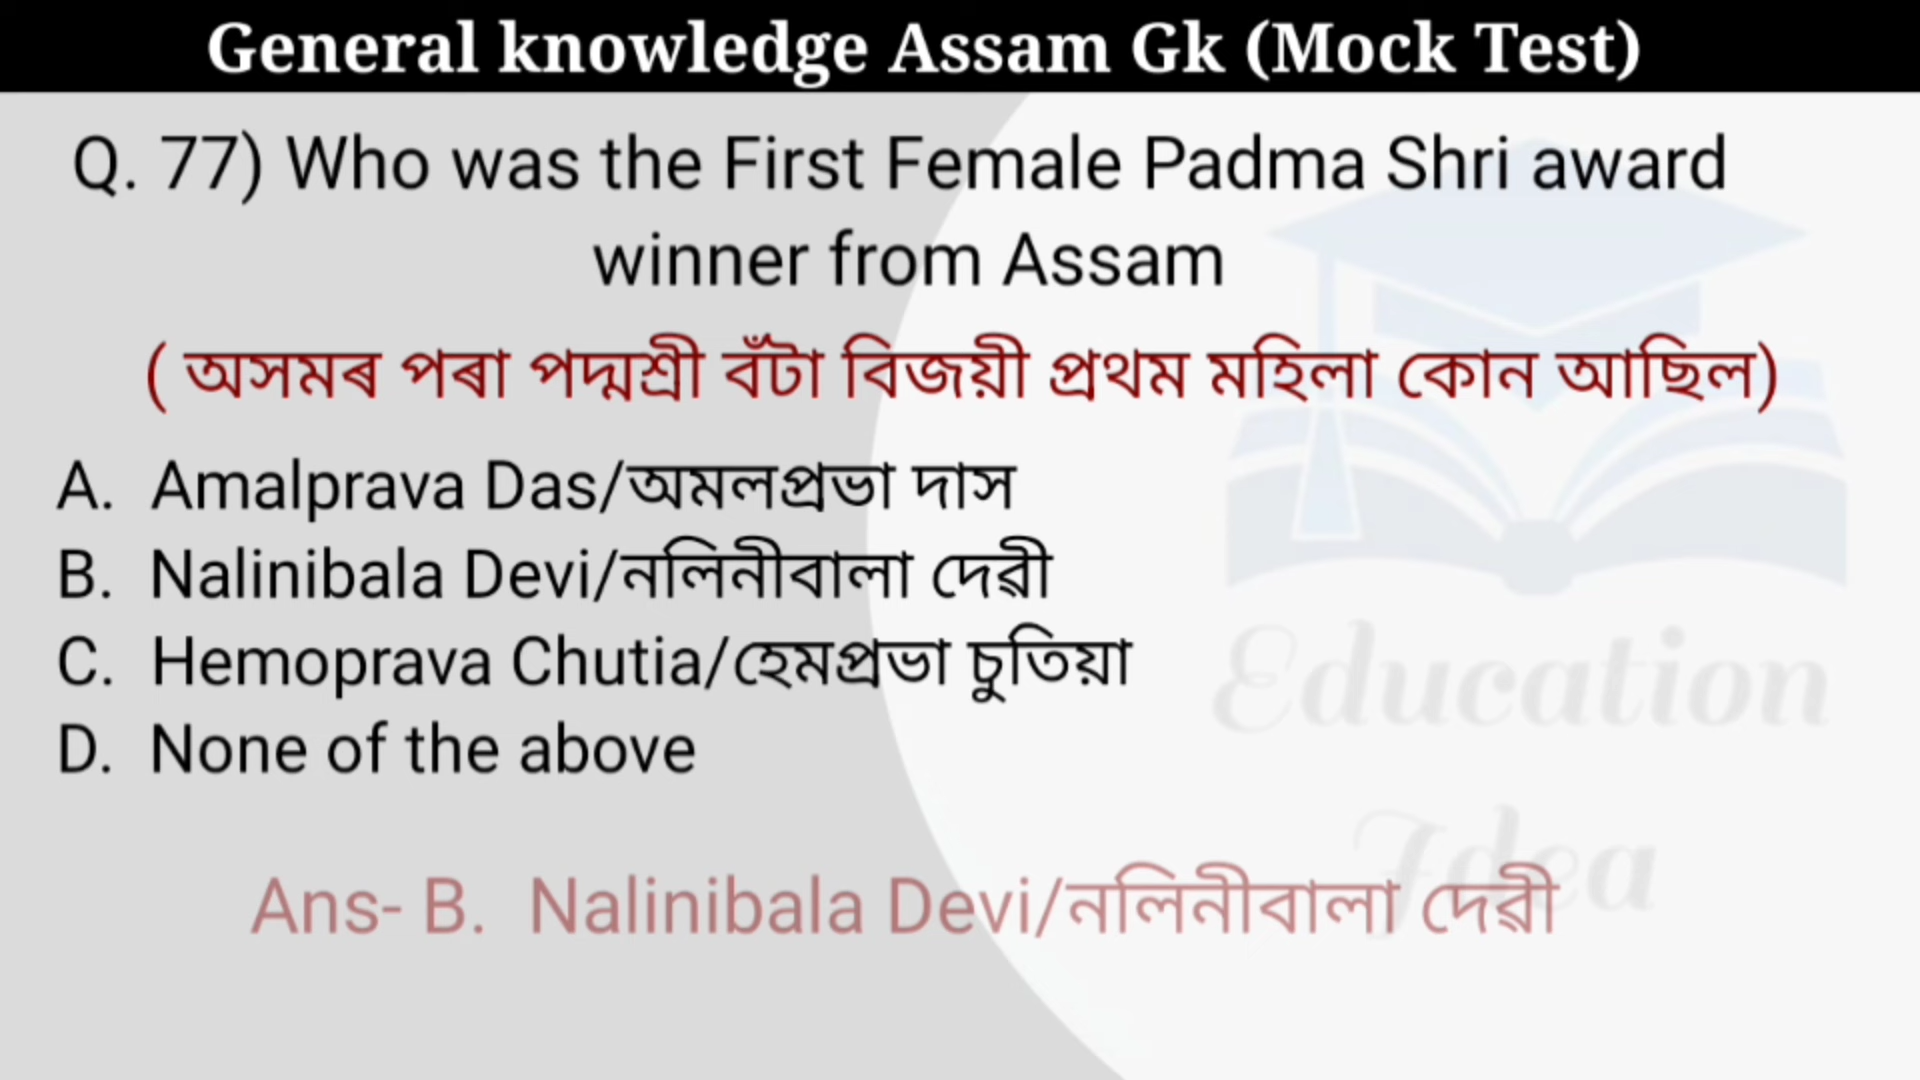 General knowledge Assam Gk (Mock Test)
Q. 77) Who was the First Female Padma Shri award
winner from Assam
( অসমৰ পৰা পদ্মশ্ৰী বঁটা বিজয়ী প্ৰথম মহিলা কোন আছিল)
A. Amalprava Das/অমলপ্ৰভা দাস
B. Nalinibala Devi/নলিনীবালা দেৱী
C. Hemoprava Chutia/হেমপ্ৰভা চুতিয়া
D. None of the above
Education
Idea
Ans- B. Nalinibala Devi/নলিনীবালা দেৱী